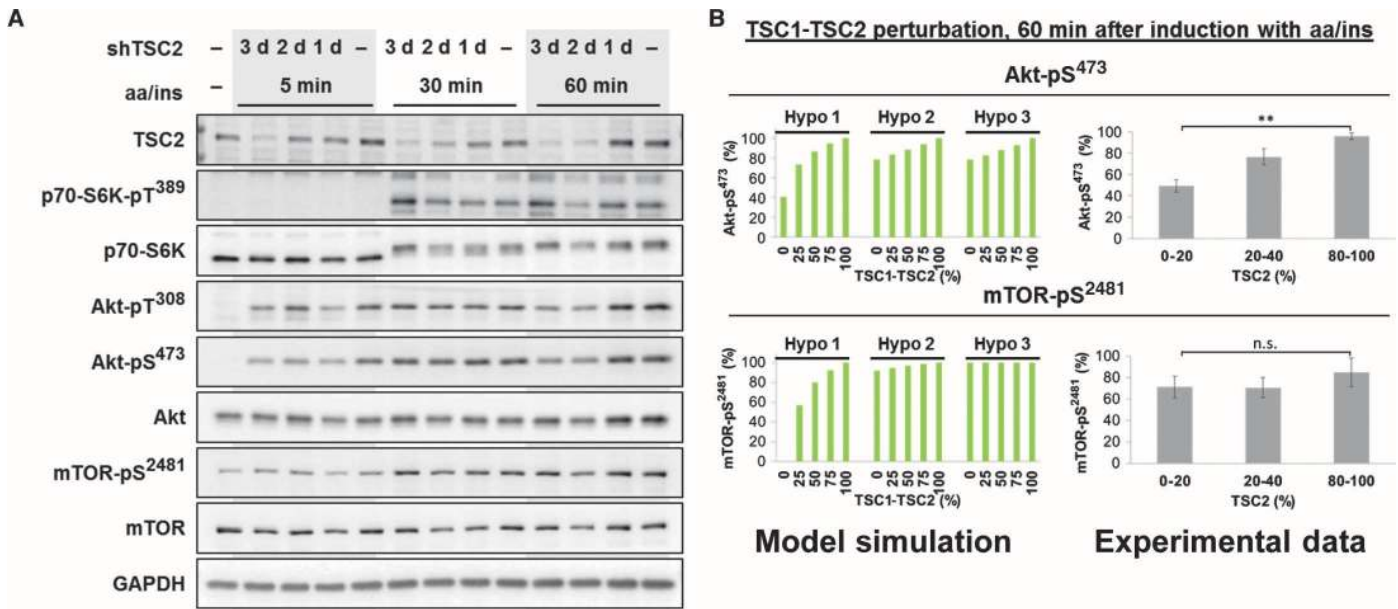 A
shTSC2 – 3 d 2 d 1 d – 3 d 2 d 1 d – 3 d 2 d 1 d –
aa/ins – 5 min 30 min 60 min
TSC2
p70-S6K-pT389
p70-S6K
Akt-pT308
Akt-pS473
Akt
mTOR-pS2481
mTOR
GAPDH
B
TSC1-TSC2 perturbation, 60 min after induction with aa/ins
Akt-pS473
Hypo 1 Hypo 2 Hypo 3
Akt-pS473 (%)
100
80
60
40
20
0
0 25 50 75 100 0 25 50 75 100 0 25 50 75 100
TSC1-TSC2 (%)
**
Akt-pS473 (%)
100
80
60
40
20
0
0-20 20-40 80-100
TSC2 (%)
mTOR-pS2481
Hypo 1 Hypo 2 Hypo 3
mTOR-pS2481 (%)
100
80
60
40
20
0
0 25 50 75 100 0 25 50 75 100 0 25 50 75 100
TSC1-TSC2 (%)
n.s.
mTOR-pS2481 (%)
100
80
60
40
20
0
0-20 20-40 80-100
TSC2 (%)
Model simulation
Experimental data